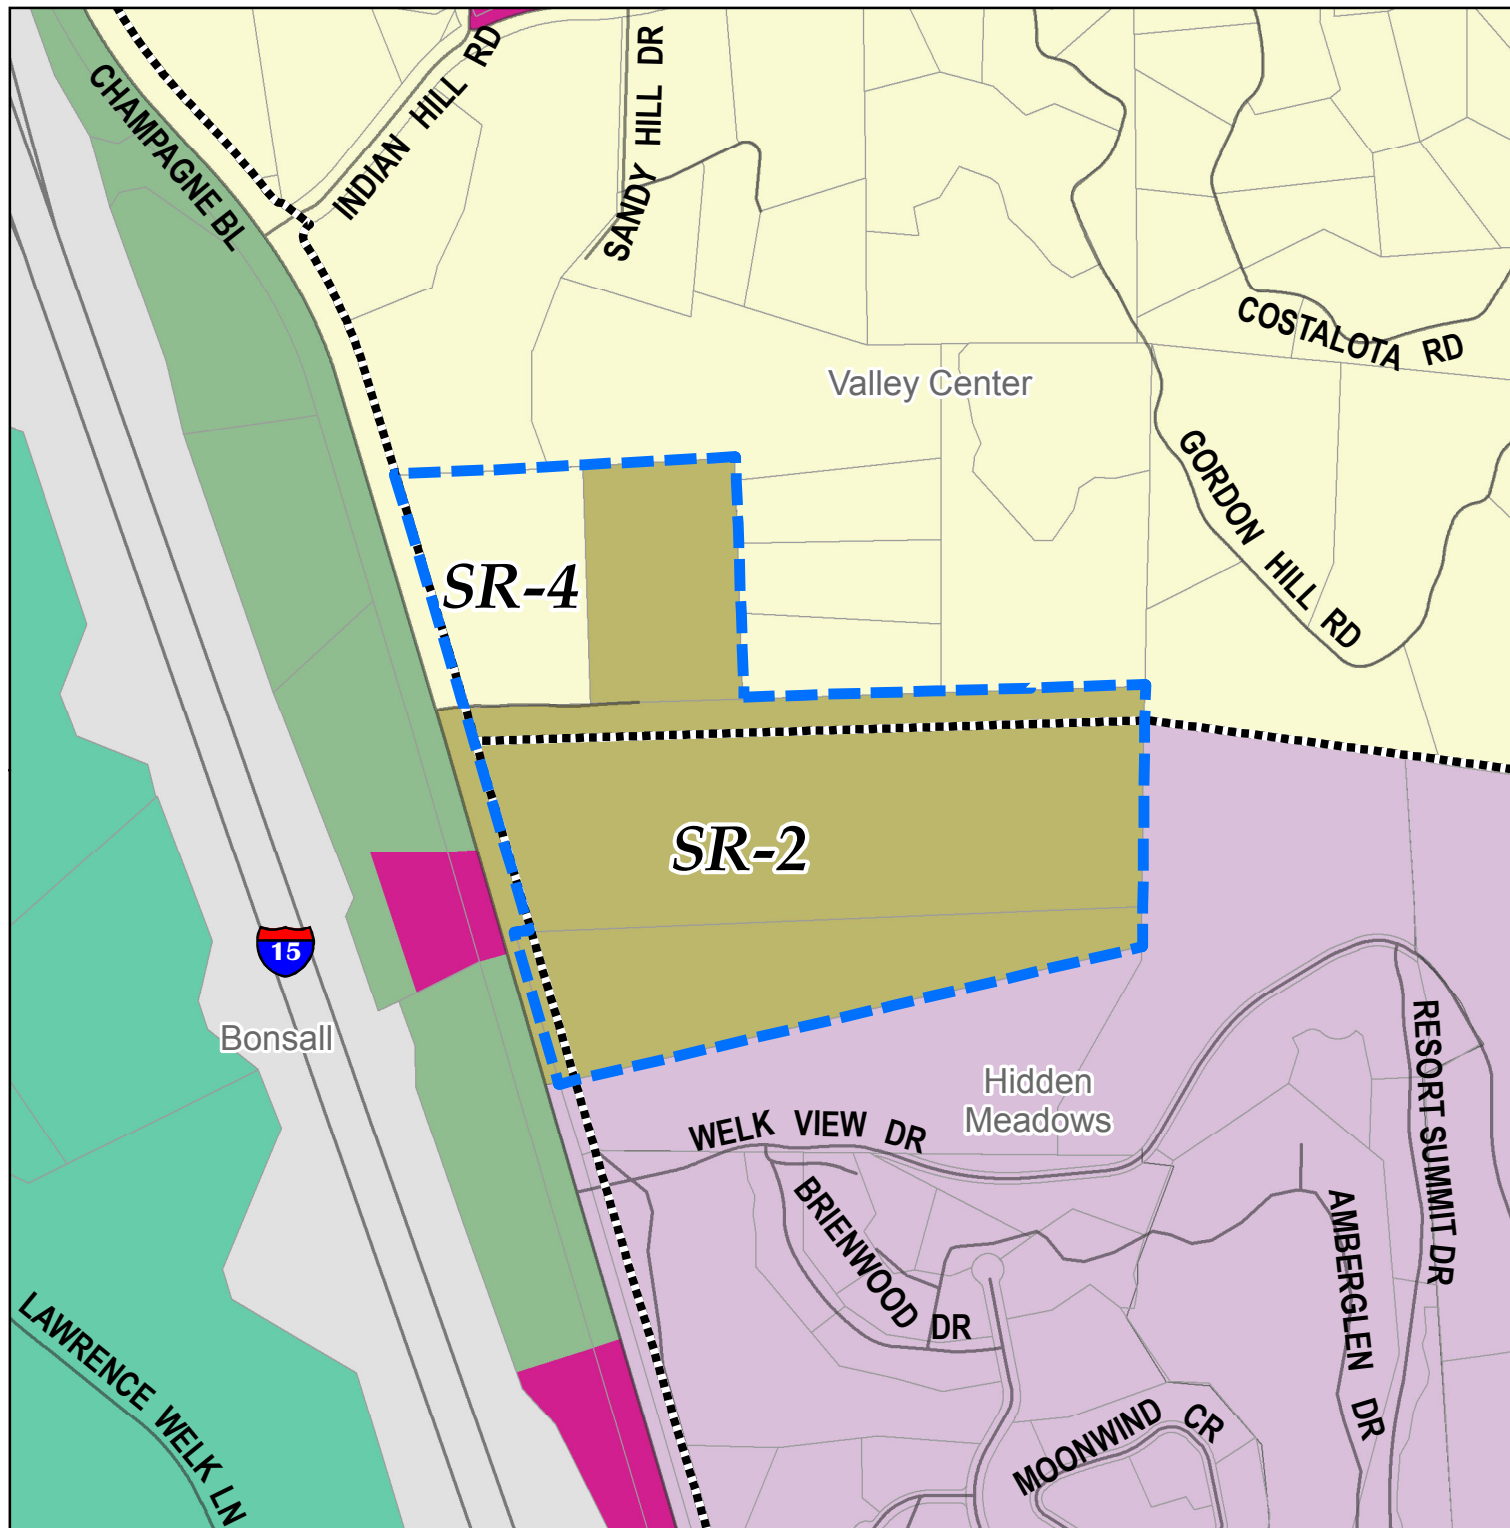 CHAMPAGNE BL
INDIAN HILL RD
SANDY HILL DR
COSTALOTA RD
Valley Center
GORDON HILL RD
SR-4
SR-2
15
Bonsall
Hidden
Meadows
RESORT SUMMIT DR
WELK VIEW DR
BRIENWOOD DR
AMBERGLEN DR
LAWRENCE WELK LN
MOONWIND CR